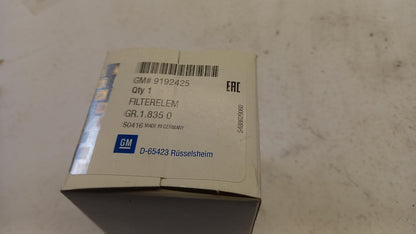 GM# 9192425
Qty 1
FILTERELEM
GR.1.835 0
S0416 MADE IN GERMANY
GM
D-65423 Rüsselsheim
EAC